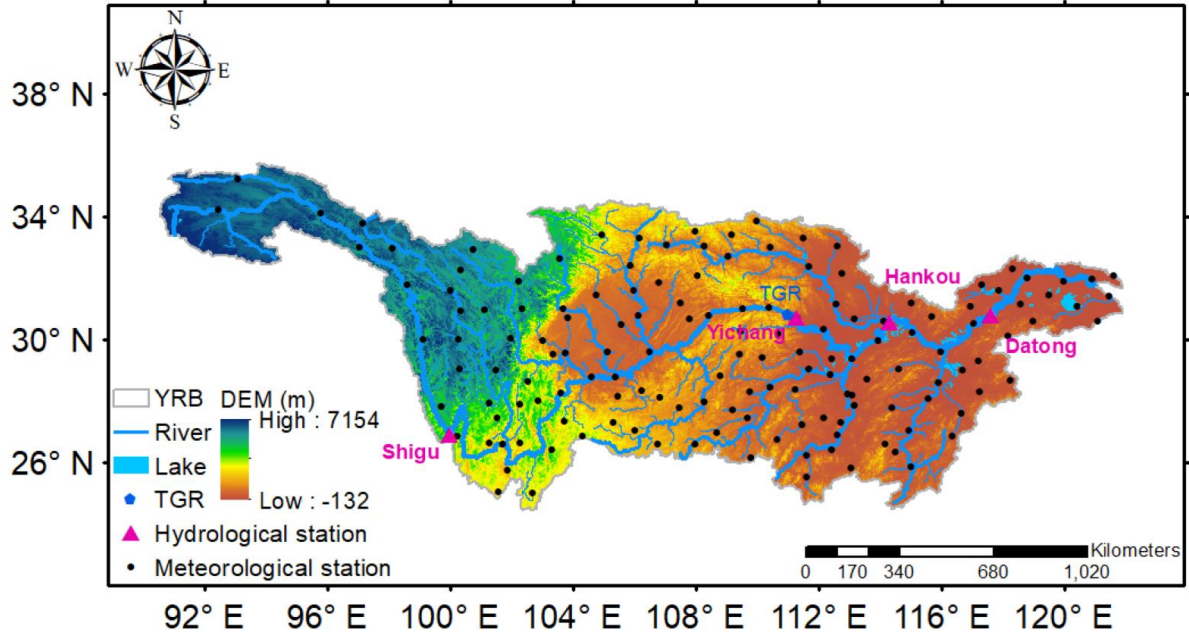 N
W E
S
38° N
34° N
30° N
26° N
Hankou
TGR
Yichang
Datong
Shigu
YRB
River
Lake
TGR
Hydrological station
Meteorological station
DEM (m)
High : 7154
Low : -132
Kilometers
0 170 340 680 1,020
92° E 96° E 100° E 104° E 108° E 112° E 116° E 120° E